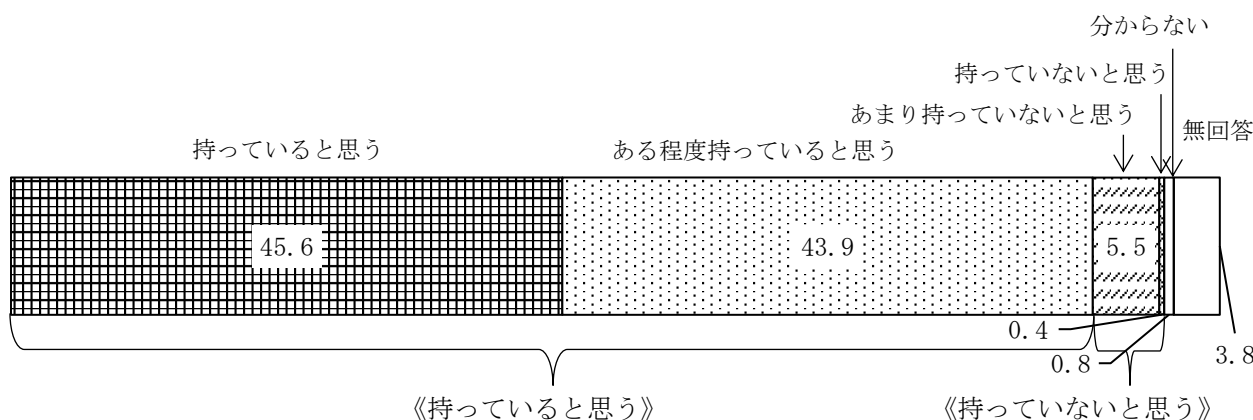 分からない
持っていないと思う
あまり持っていないと思う
無回答
持っていると思う
ある程度持っていると思う
45.6
43.9
5.5
0.4
0.8
3.8
《持っていると思う》
《持っていないと思う》